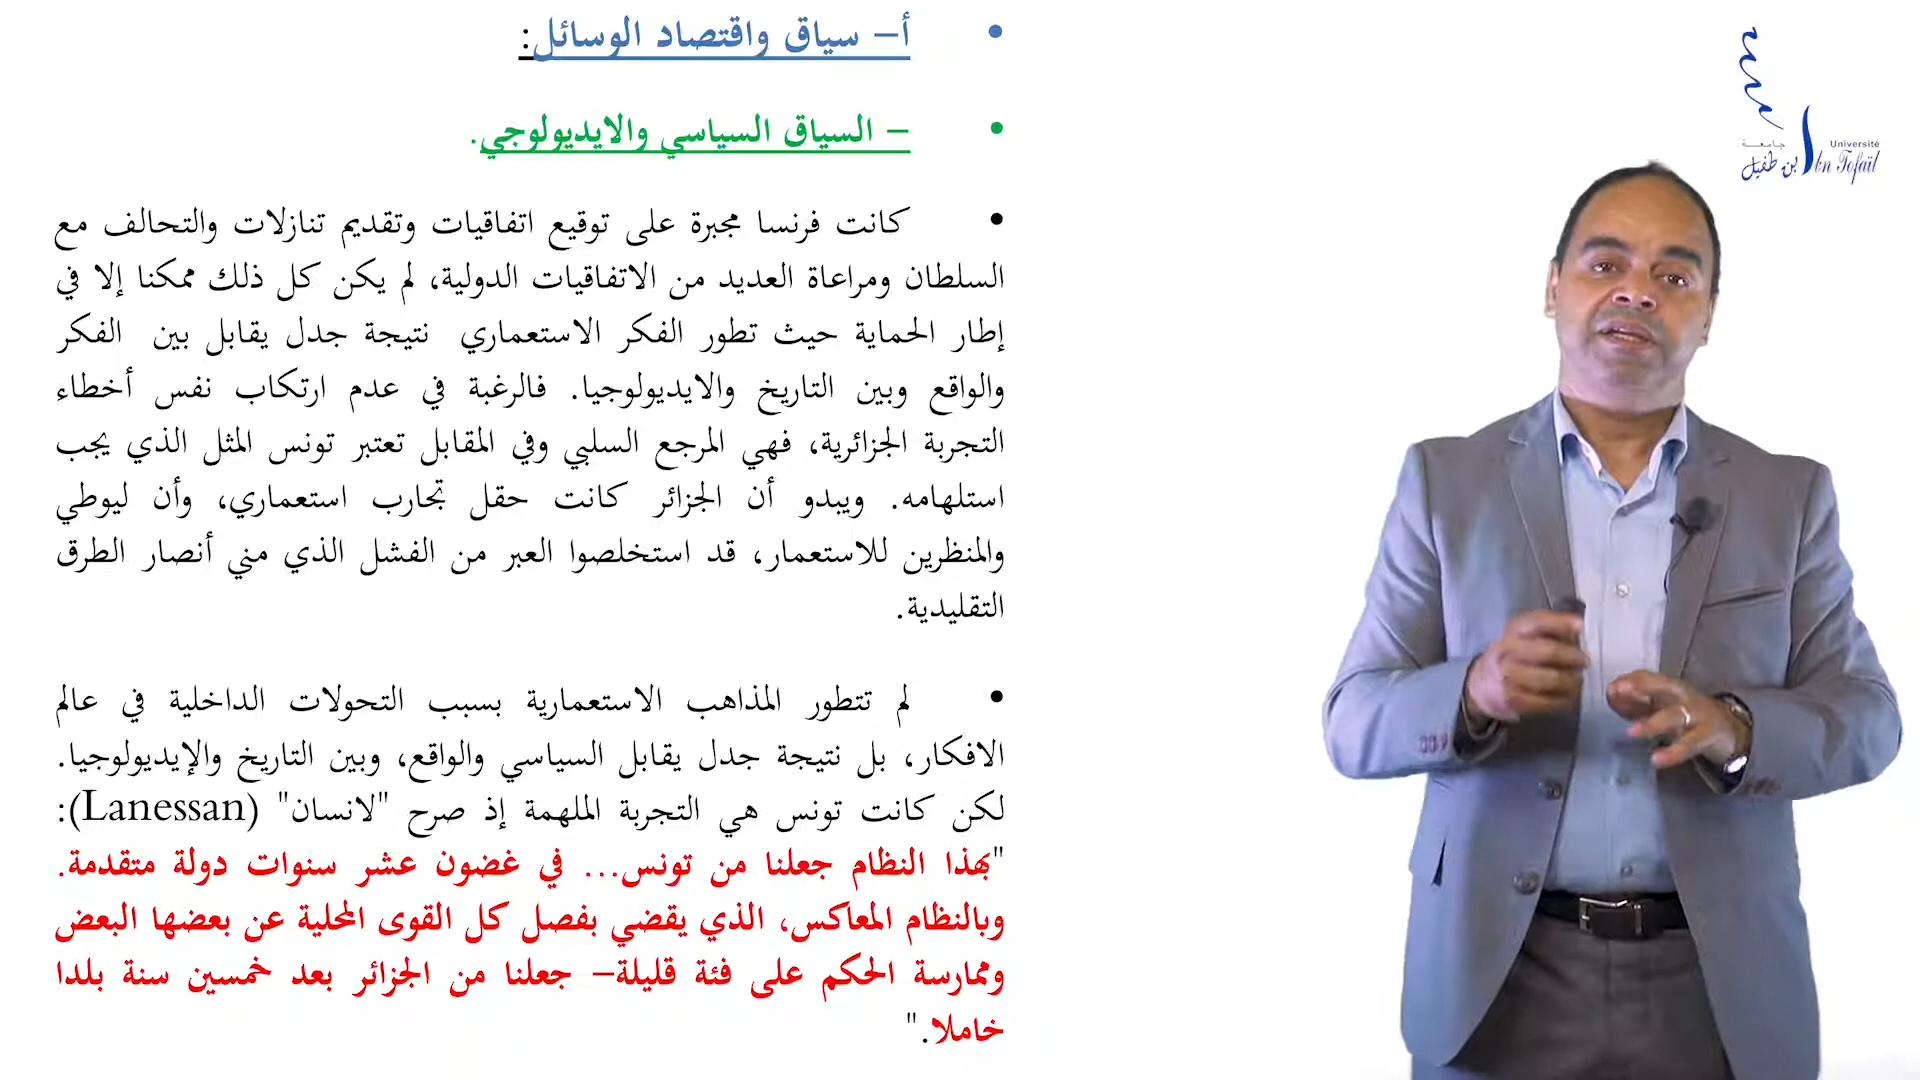 أ– سياق واقتصاد الوسائل:
– السياق السياسي والايديولوجي.
كانت فرنسا مجبرة على توقيع اتفاقيات وتقديم تنازلات والتحالف مع
السلطان ومراعاة العديد من الاتفاقيات الدولية، لم يكن كل ذلك ممكنا إلا في
إطار الحماية حيث تطور الفكر الاستعماري نتيجة جدل يقابل بين الفكر
والواقع وبين التاريخ والايديولوجيا. فالرغبة في عدم ارتكاب نفس أخطاء
التجربة الجزائرية، فهي المرجع السلبي وفي المقابل تعتبر تونس المثل الذي يجب
استلهامه. ويبدو أن الجزائر كانت حقل تجارب استعماري، وأن ليوطي
والمنظرين للاستعمار، قد استخلصوا العبر من الفشل الذي مني أنصار الطرق
التقليدية.
لم تتطور المذاهب الاستعمارية بسبب التحولات الداخلية في عالم
الافكار، بل نتيجة جدل يقابل السياسي والواقع، وبين التاريخ والإيديولوجيا.
لكن كانت تونس هي التجربة الملهمة إذ صرح "لانسان" (Lanessan):
"بهذا النظام جعلنا من تونس... في غضون عشر سنوات دولة متقدمة.
وبالنظام المعاكس، الذي يقضي بفصل كل القوى المحلية عن بعضها البعض
وممارسة الحكم على فئة قليلة– جعلنا من الجزائر بعد خمسين سنة بلدا
خاملا."
جامعة Université
ابن طفيل Ibn Tofaïl